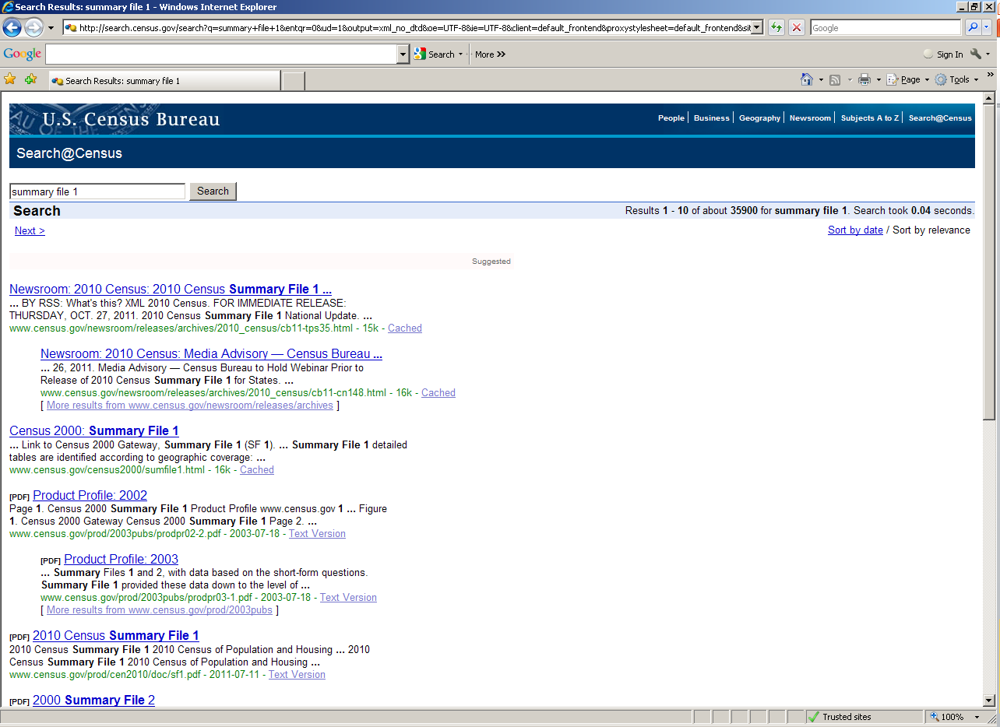 Search Results: summary file 1 - Windows Internet Explorer
http://search.census.gov/search?q=summary+file+1&entqr=0&ud=1&output=xml_no_dtd&oe=UTF-8&ie=UTF-8&client=default_frontend&proxystylesheet=default_frontend&sit
Google
Google
Search
More >>
Sign In
Search Results: summary file 1
Page
Tools
U.S. Census Bureau
People | Business | Geography | Newsroom | Subjects A to Z | Search@Census
Search@Census
summary file 1
Search
Search
Results 1 - 10 of about 35900 for summary file 1. Search took 0.04 seconds.
Next >
Sort by date / Sort by relevance
Suggested
Newsroom: 2010 Census: 2010 Census Summary File 1 ...
... BY RSS: What's this? XML 2010 Census. FOR IMMEDIATE RELEASE:
THURSDAY, OCT. 27, 2011. 2010 Census Summary File 1 National Update. ...
www.census.gov/newsroom/releases/archives/2010_census/cb11-tps35.html - 15k - Cached
Newsroom: 2010 Census: Media Advisory — Census Bureau ...
... 26, 2011. Media Advisory — Census Bureau to Hold Webinar Prior to
Release of 2010 Census Summary File 1 for States. ...
www.census.gov/newsroom/releases/archives/2010_census/cb11-cn148.html - 16k - Cached
[ More results from www.census.gov/newsroom/releases/archives ]
Census 2000: Summary File 1
... Link to Census 2000 Gateway, Summary File 1 (SF 1). ... Summary File 1 detailed
tables are identified according to geographic coverage: ...
www.census.gov/census2000/sumfile1.html - 16k - Cached
[PDF] Product Profile: 2002
Page 1. Census 2000 Summary File 1 Product Profile www.census.gov 1 ... Figure
1. Census 2000 Gateway Census 2000 Summary File 1 Page 2. ...
www.census.gov/prod/2003pubs/prodpr02-2.pdf - 2003-07-18 - Text Version
[PDF] Product Profile: 2003
... Summary Files 1 and 2, with data based on the short-form questions.
Summary File 1 provided these data down to the level of ...
www.census.gov/prod/2003pubs/prodpr03-1.pdf - 2003-07-18 - Text Version
[ More results from www.census.gov/prod/2003pubs ]
[PDF] 2010 Census Summary File 1
2010 Census Summary File 1 2010 Census of Population and Housing ... 2010
Census Summary File 1 2010 Census of Population and Housing ...
www.census.gov/prod/cen2010/doc/sf1.pdf - 2011-07-11 - Text Version
[PDF] 2000 Summary File 2
Trusted sites
100%